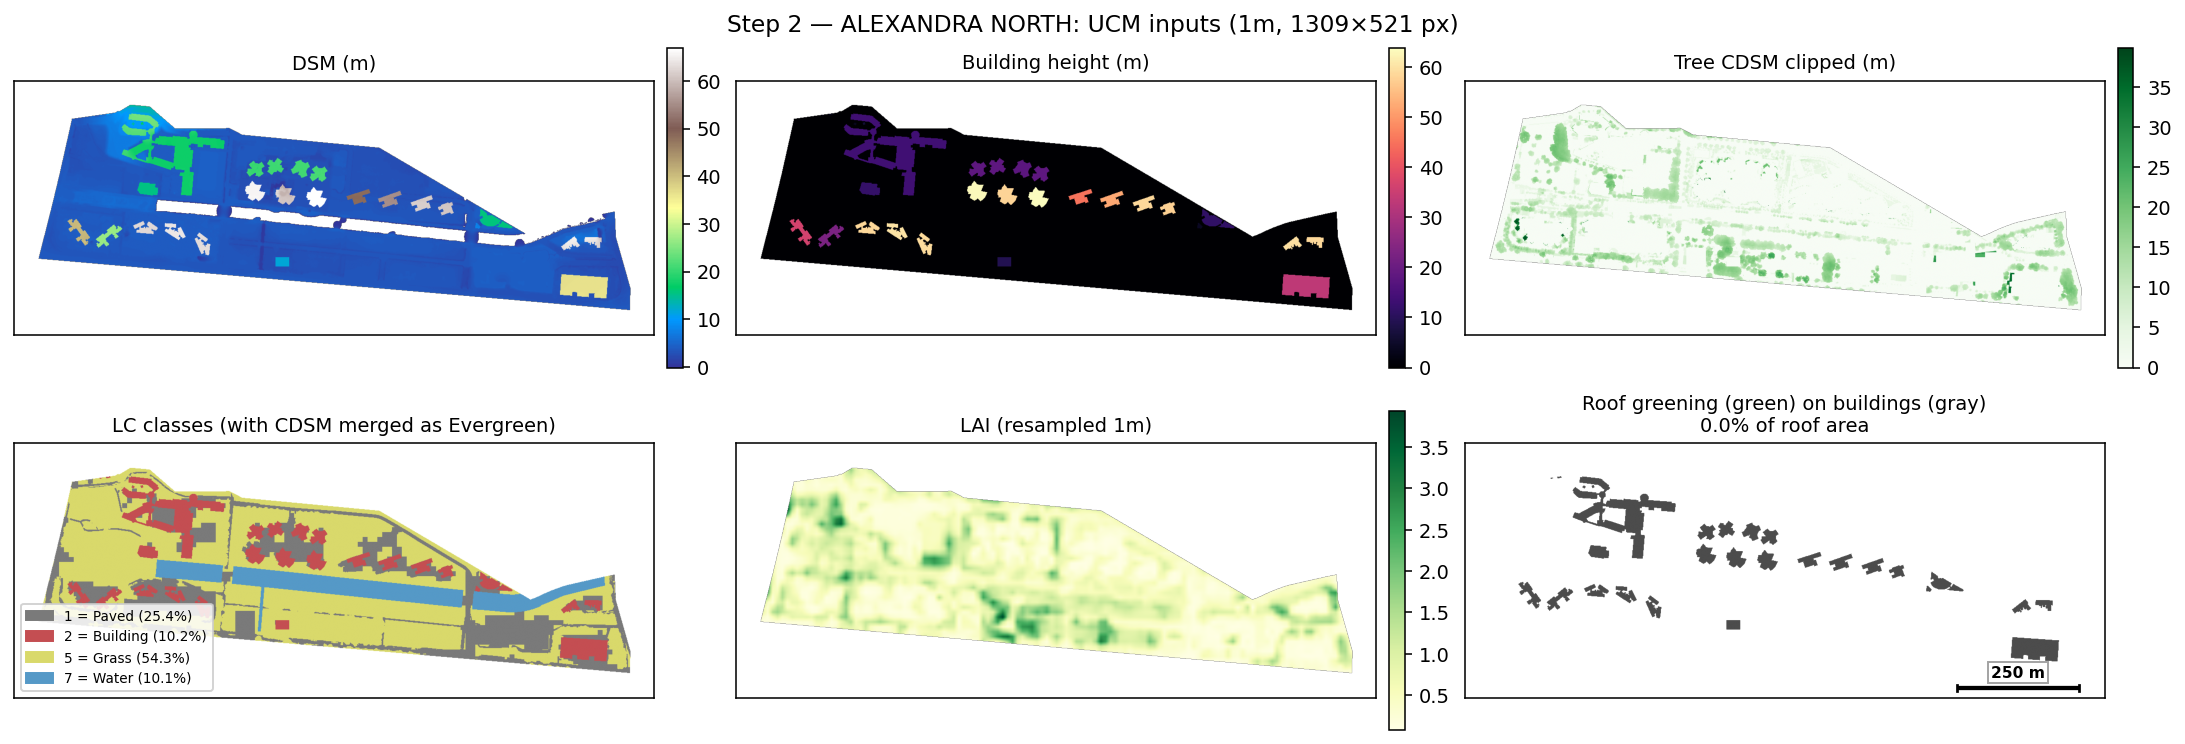 Step 2 — ALEXANDRA NORTH: UCM inputs (1m, 1309×521 px)
DSM (m)
60
50
40
30
20
10
0
Building height (m)
60
50
40
30
20
10
0
Tree CDSM clipped (m)
35
30
25
20
15
10
5
0
LC classes (with CDSM merged as Evergreen)
1 = Paved (25.4%)
2 = Building (10.2%)
5 = Grass (54.3%)
7 = Water (10.1%)
LAI (resampled 1m)
3.5
3.0
2.5
2.0
1.5
1.0
0.5
Roof greening (green) on buildings (gray)
0.0% of roof area
250 m